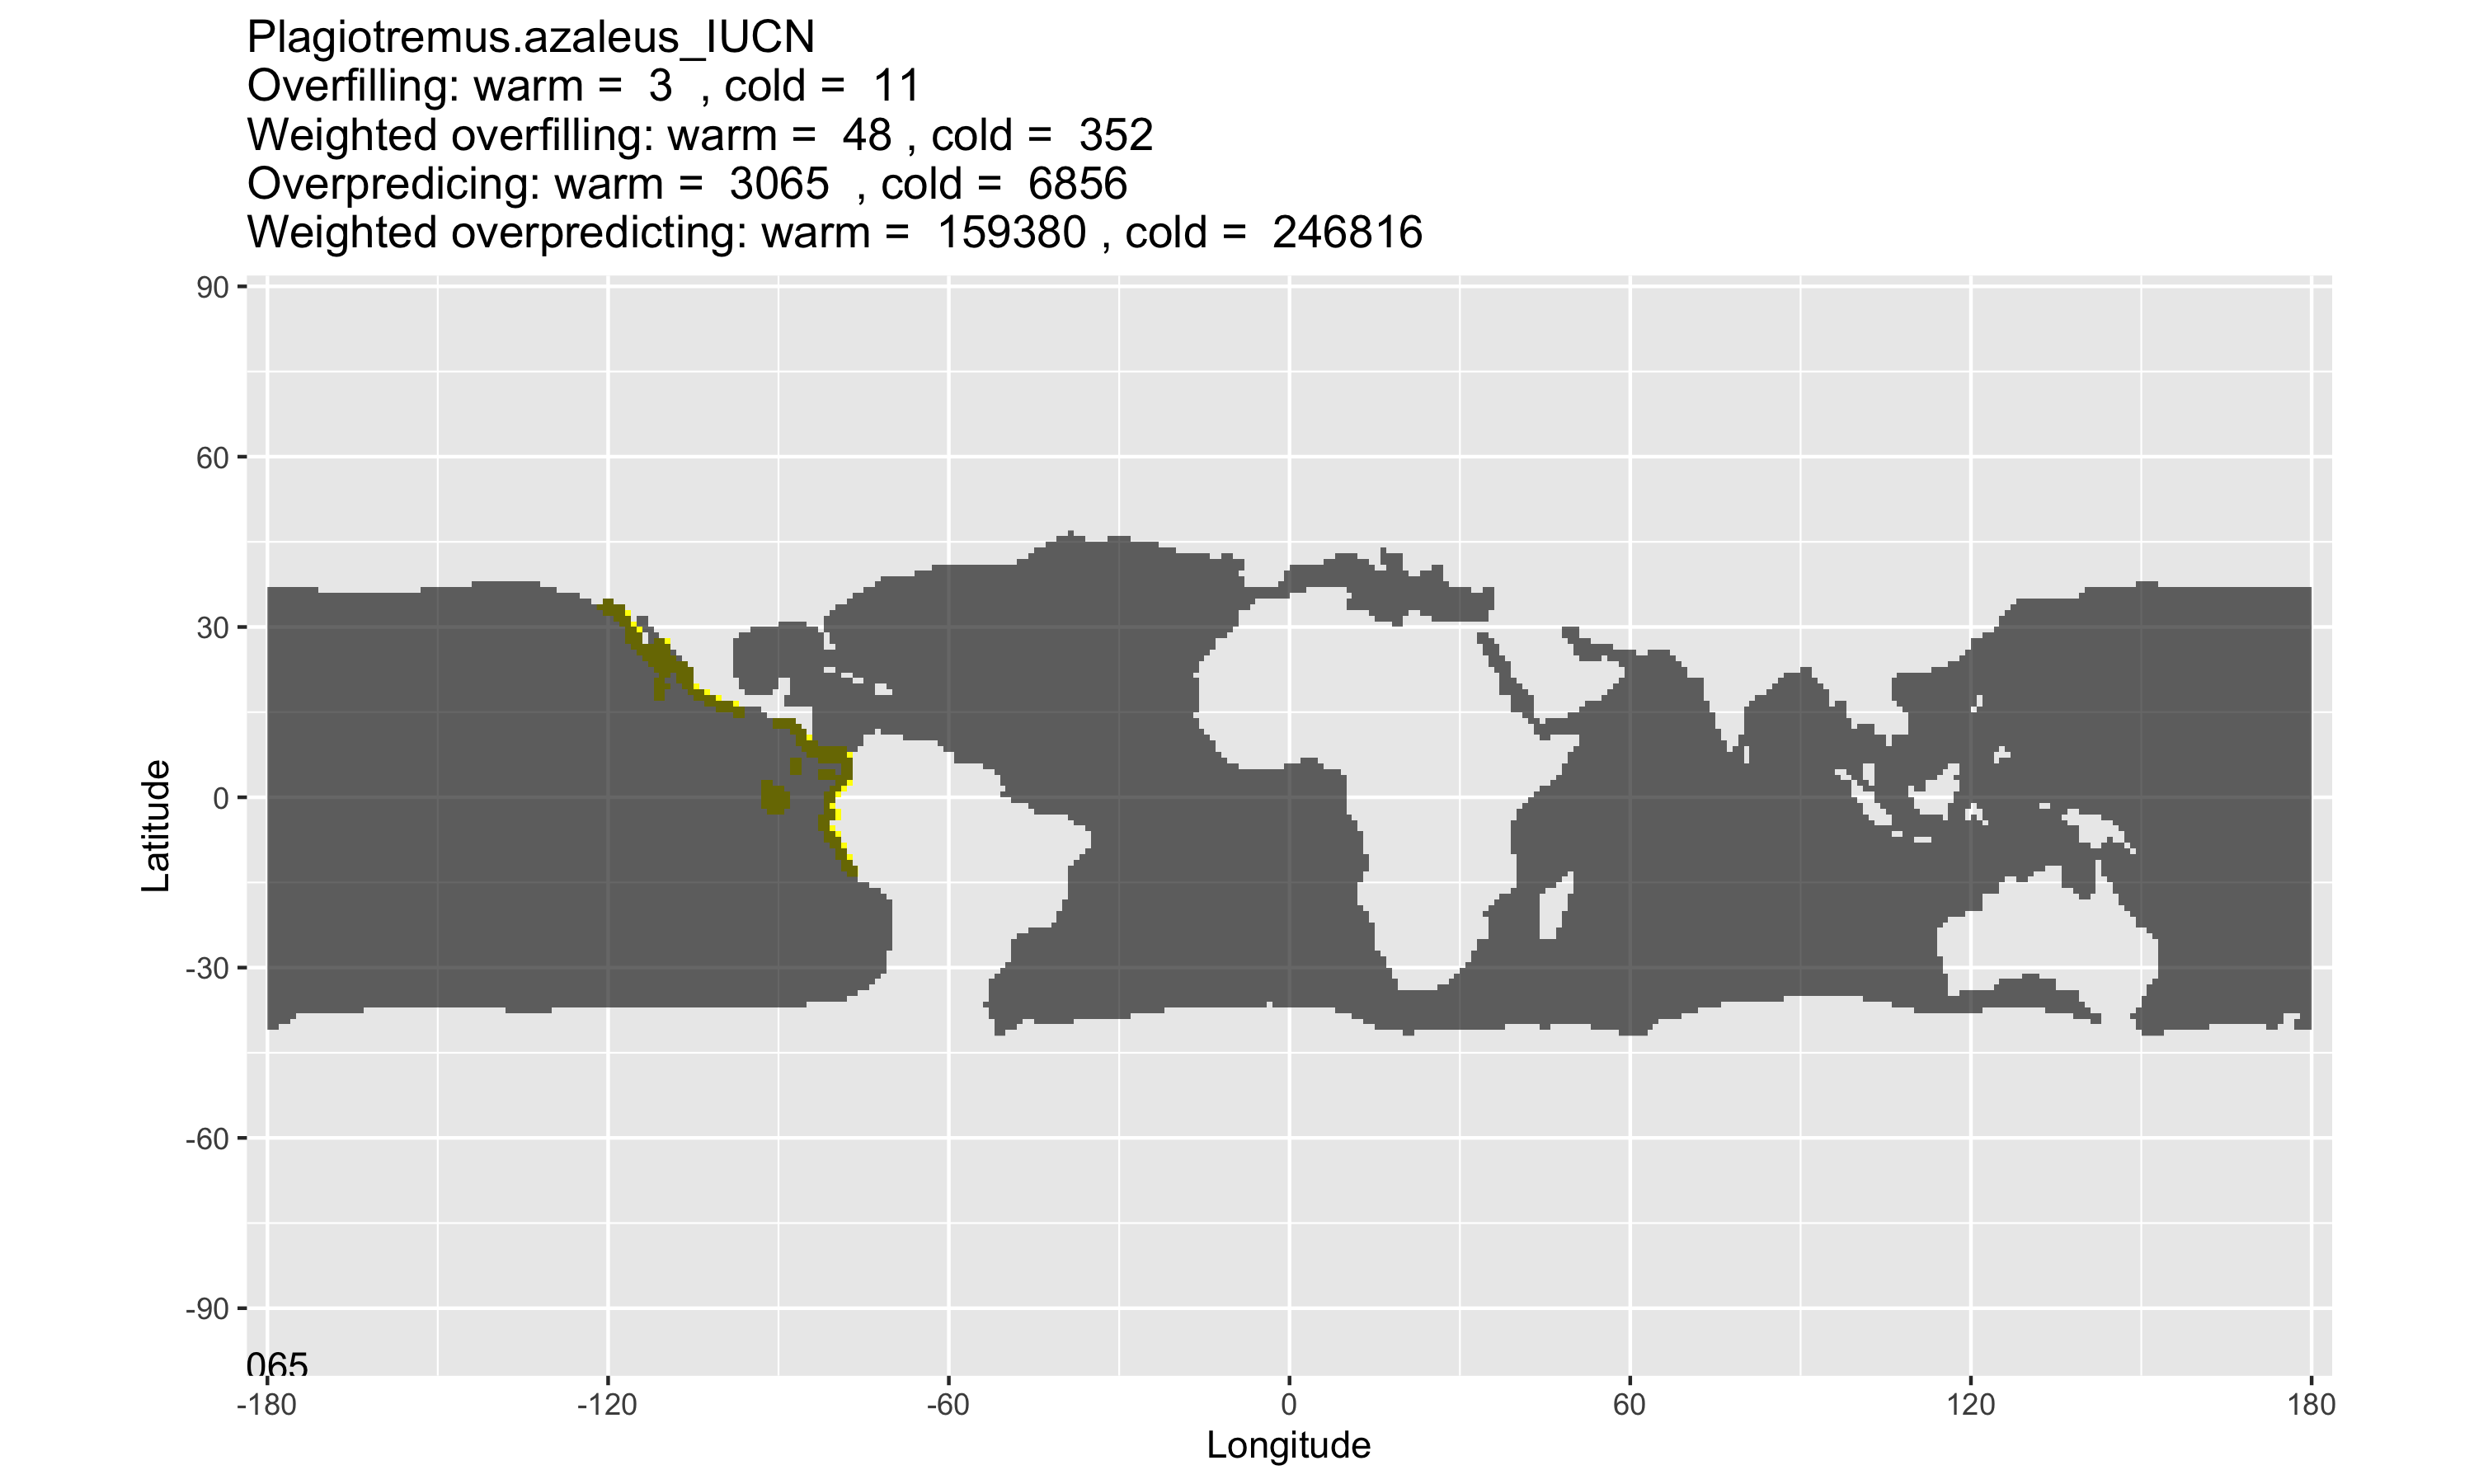 Plagiotremus.azaleus_IUCN
Overfilling: warm = 3 , cold = 11
Weighted overfilling: warm = 48 , cold = 352
Overpredicing: warm = 3065 , cold = 6856
Weighted overpredicting: warm = 159380 , cold = 246816
90
60
30
0
-30
-60
-90
Latitude
065
-180 -120 -60 0 60 120 180
Longitude